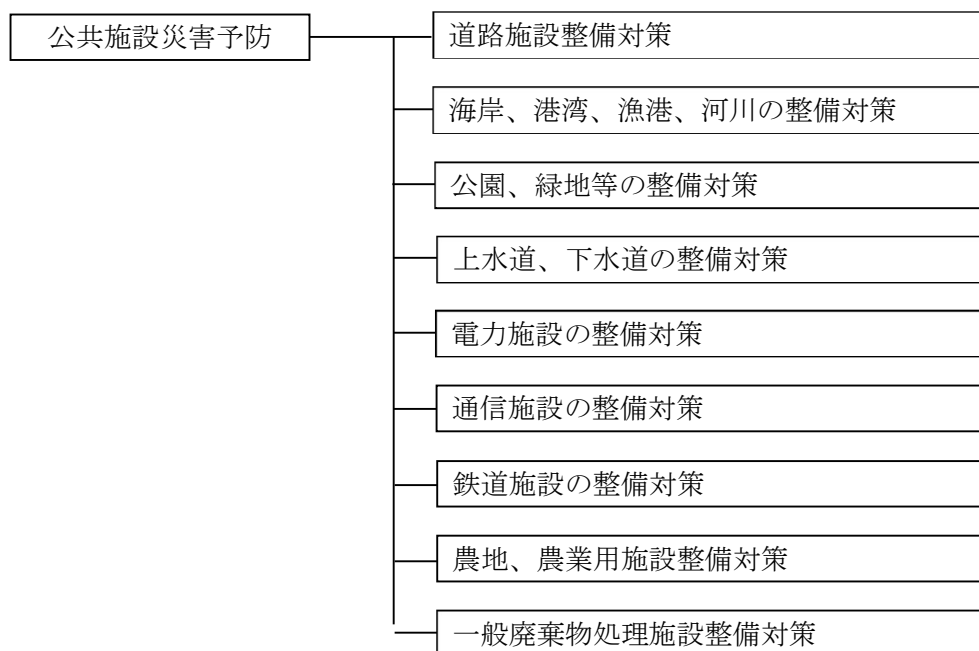 公共施設災害予防
道路施設整備対策
海岸、港湾、漁港、河川の整備対策
公園、緑地等の整備対策
上水道、下水道の整備対策
電力施設の整備対策
通信施設の整備対策
鉄道施設の整備対策
農地、農業用施設整備対策
一般廃棄物処理施設整備対策